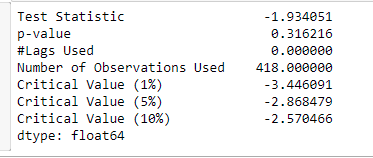 Test Statistic -1.934051
p-value 0.316216
#Lags Used 0.000000
Number of Observations Used 418.000000
Critical Value (1%) -3.446091
Critical Value (5%) -2.868479
Critical Value (10%) -2.570466
dtype: float64